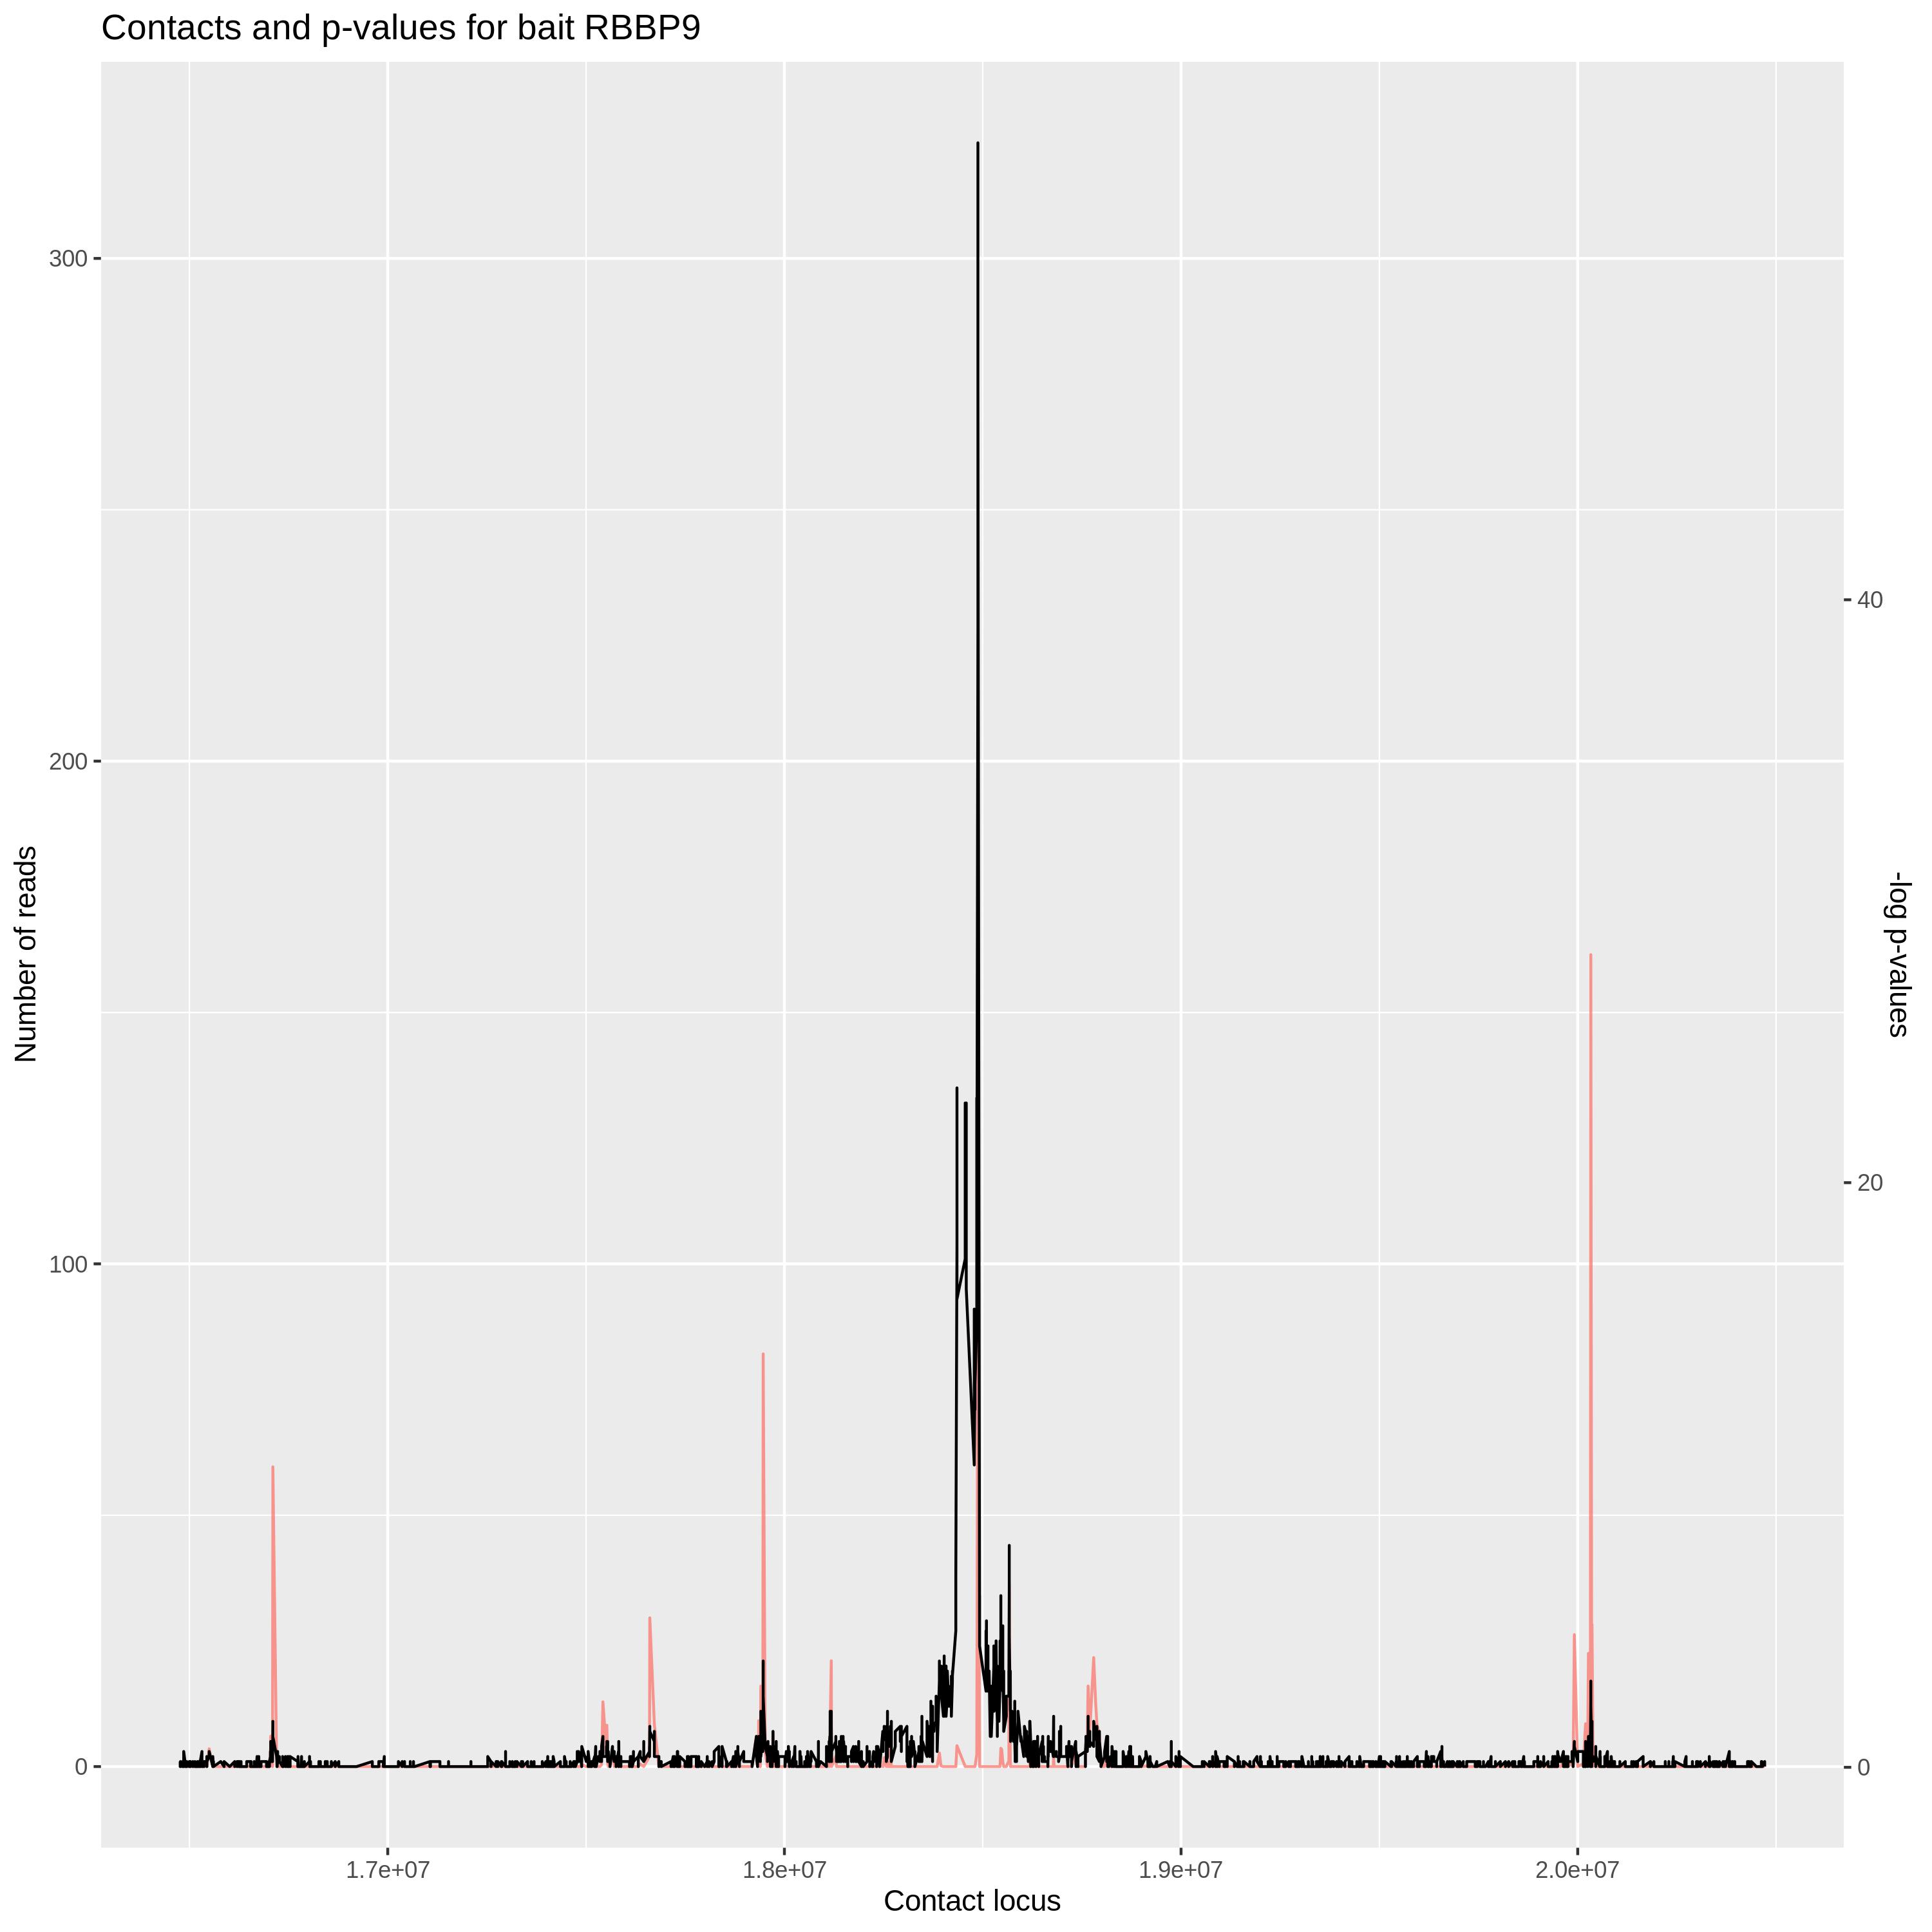 Contacts and p-values for bait RBBP9
Number of reads
300
200
100
0
-log p-values
40
20
0
1.7e+07
1.8e+07
1.9e+07
2.0e+07
Contact locus